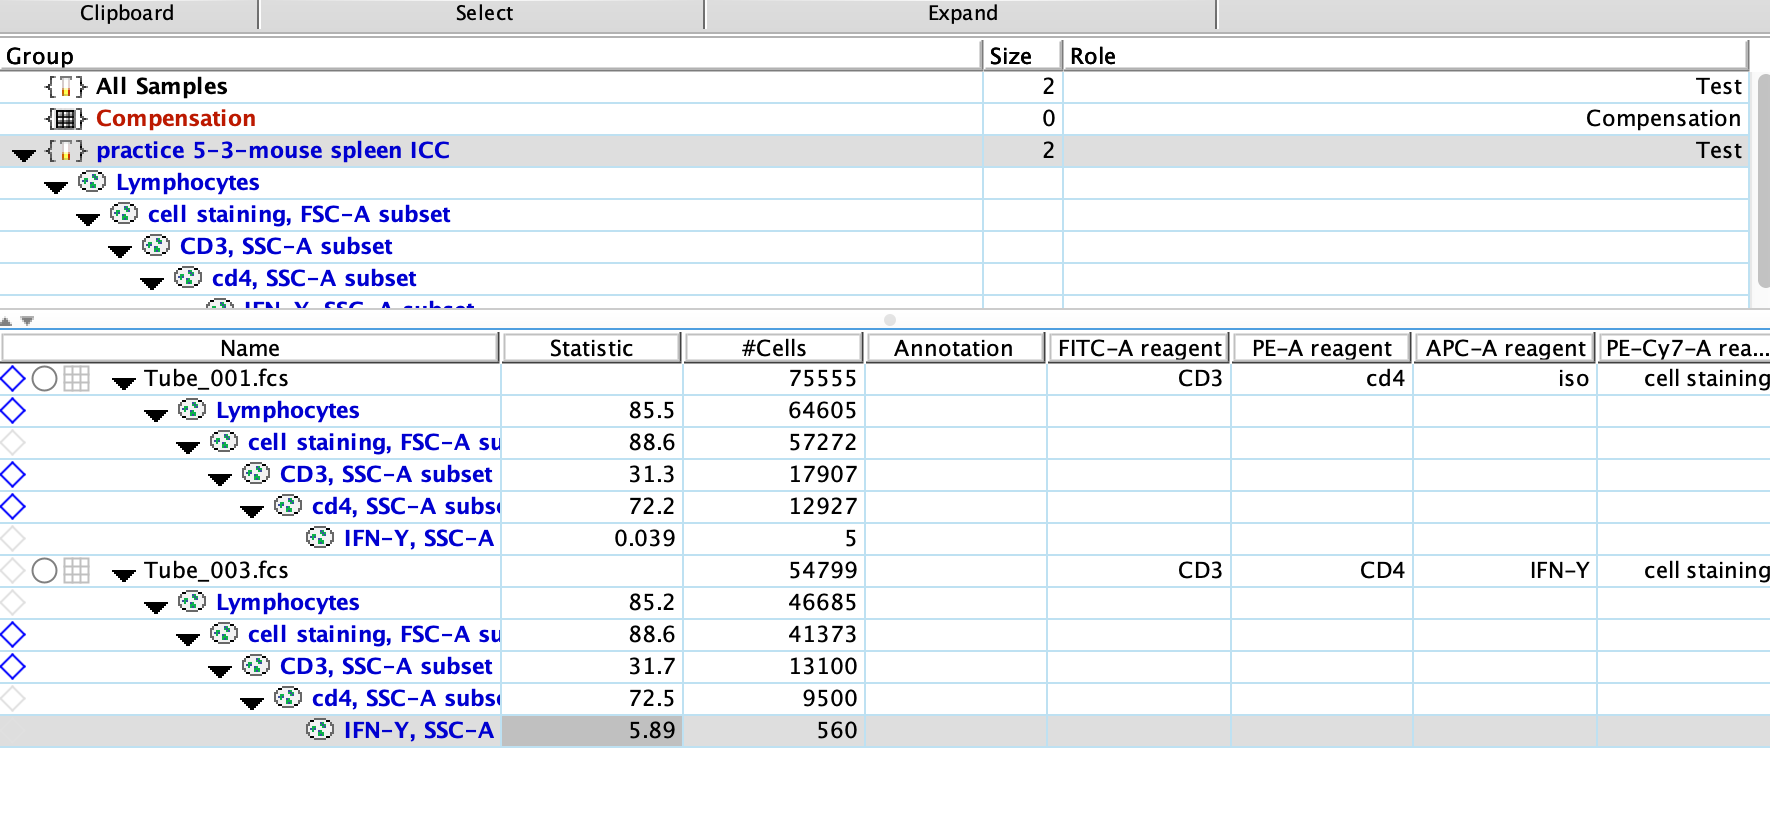 Clipboard Select Expand
Group Size Role
All Samples 2 Test
Compensation 0 Compensation
practice 5-3-mouse spleen ICC 2 Test
Lymphocytes
cell staining, FSC-A subset
CD3, SSC-A subset
cd4, SSC-A subset
IFN-Y, SSC-A subset
Name Statistic #Cells Annotation FITC-A reagent PE-A reagent APC-A reagent PE-Cy7-A rea...
Tube_001.fcs 75555 CD3 cd4 iso cell staining
Lymphocytes 85.5 64605
cell staining, FSC-A su 88.6 57272
CD3, SSC-A subset 31.3 17907
cd4, SSC-A subs 72.2 12927
IFN-Y, SSC-A 0.039 5
Tube_003.fcs 54799 CD3 CD4 IFN-Y cell staining
Lymphocytes 85.2 46685
cell staining, FSC-A su 88.6 41373
CD3, SSC-A subset 31.7 13100
cd4, SSC-A subs 72.5 9500
IFN-Y, SSC-A 5.89 560